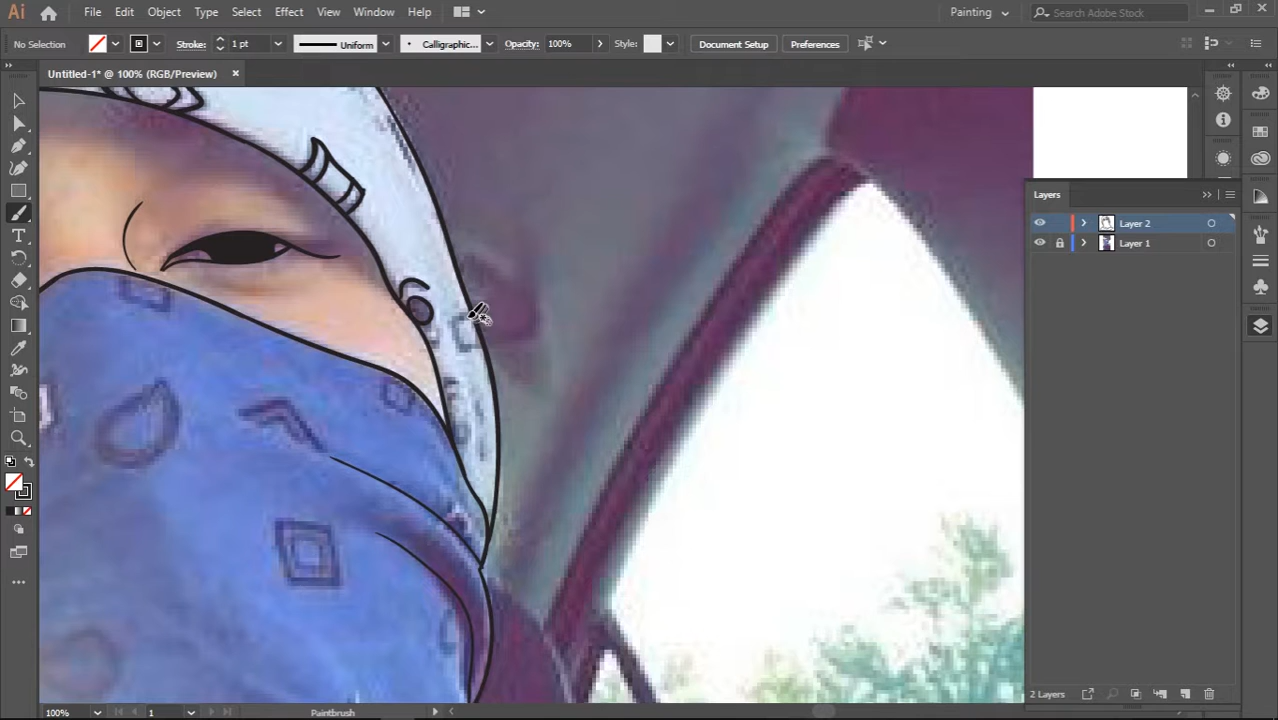 Ai File Edit Object Type Select Effect View Window Help Painting Search Adobe Stock
No Selection Stroke: 1 pt Uniform Calligraphic... Opacity: 100% Style: Document Setup Preferences
Untitled-1* @ 100% (RGB/Preview)
Layers
Layer 2
Layer 1
2 Layers
100% 1 Paintbrush